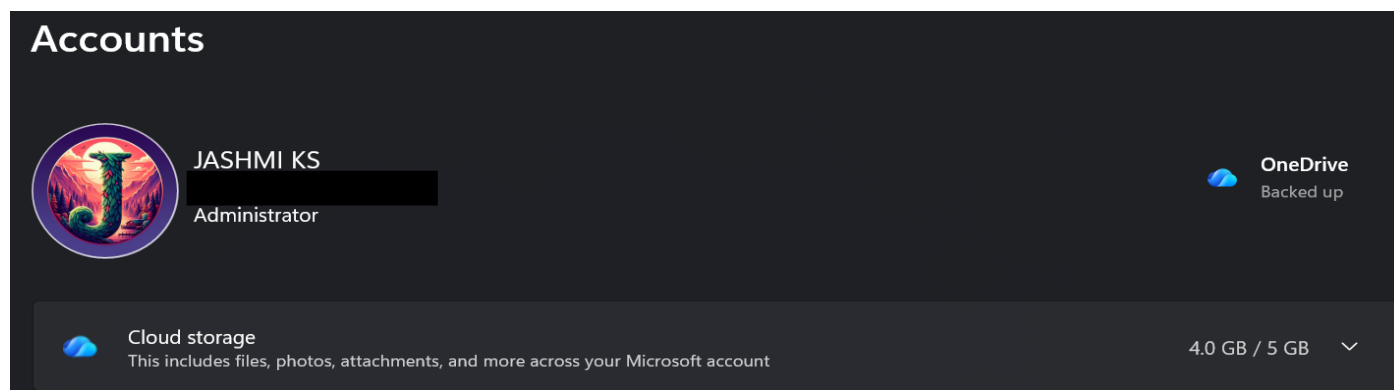 Accounts
JASHMI KS
Administrator
OneDrive
Backed up
Cloud storage
This includes files, photos, attachments, and more across your Microsoft account
4.0 GB / 5 GB
J